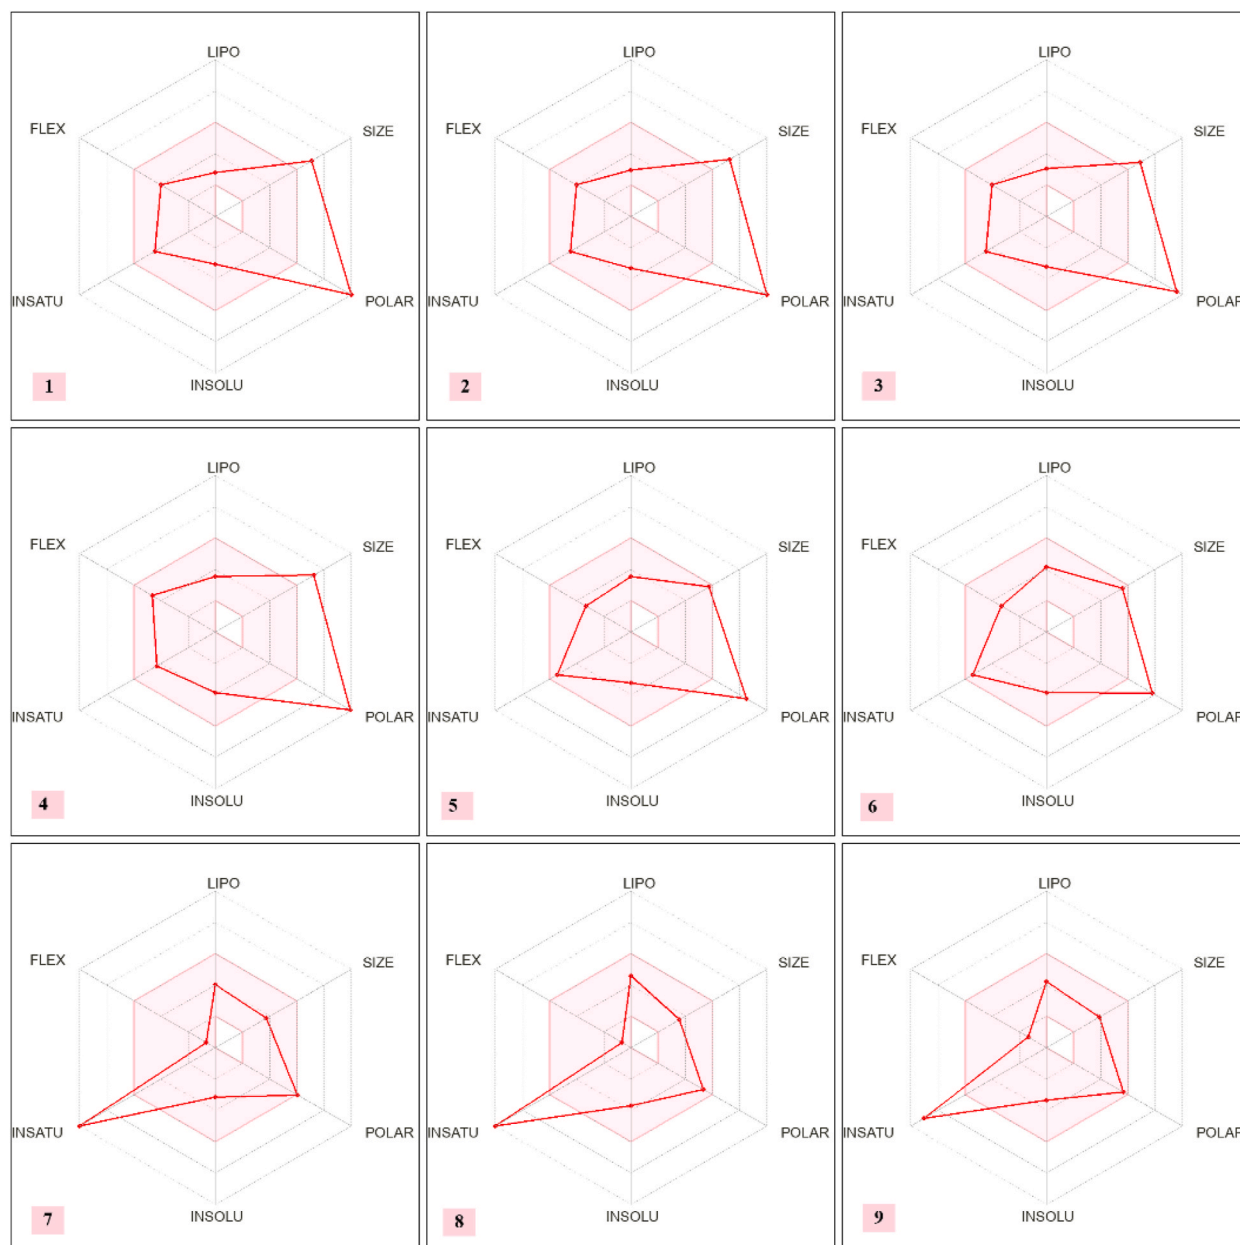 LIPO
FLEX
SIZE
INSATU
POLAR
INSOLU
1
LIPO
FLEX
SIZE
INSATU
POLAR
INSOLU
2
LIPO
FLEX
SIZE
INSATU
POLAR
INSOLU
3
LIPO
FLEX
SIZE
INSATU
POLAR
INSOLU
4
LIPO
FLEX
SIZE
INSATU
POLAR
INSOLU
5
LIPO
FLEX
SIZE
INSATU
POLAR
INSOLU
6
LIPO
FLEX
SIZE
INSATU
POLAR
INSOLU
7
LIPO
FLEX
SIZE
INSATU
POLAR
INSOLU
8
LIPO
FLEX
SIZE
INSATU
POLAR
INSOLU
9